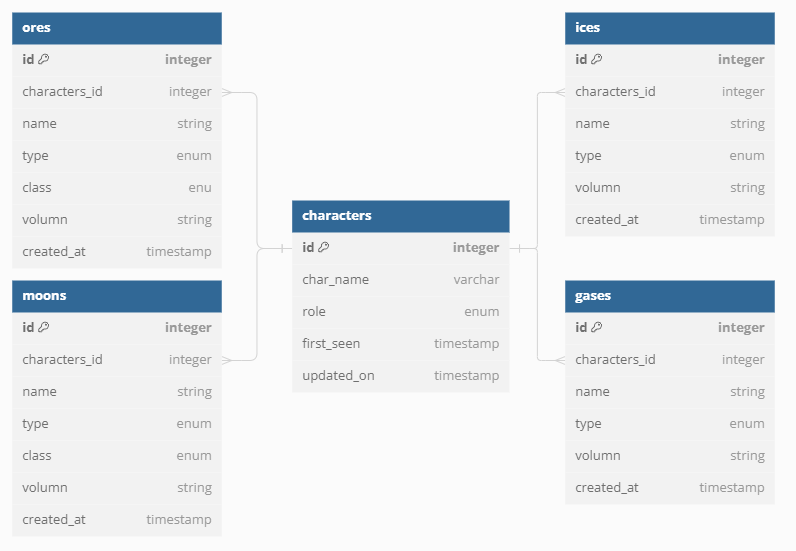 ores
id integer
characters_id integer
name string
type enum
class enu
volumn string
created_at timestamp
moons
id integer
characters_id integer
name string
type enum
class enum
volumn string
created_at timestamp
characters
id integer
char_name varchar
role enum
first_seen timestamp
updated_on timestamp
ices
id integer
characters_id integer
name string
type enum
volumn string
created_at timestamp
gases
id integer
characters_id integer
name string
type enum
volumn string
created_at timestamp